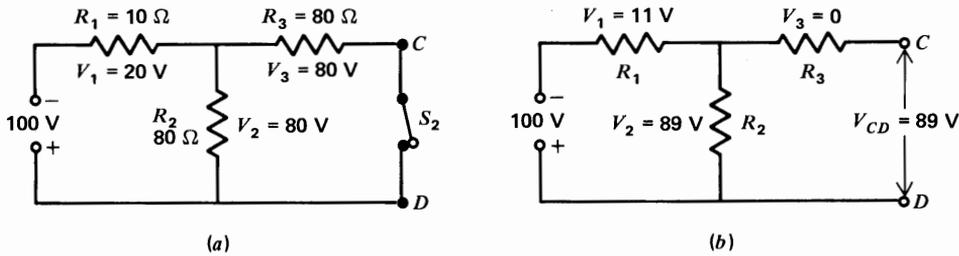 R₁ = 10 Ω
R₃ = 80 Ω
C
V₁ = 20 V
V₃ = 80 V
−
100 V
+
R₂
80 Ω
V₂ = 80 V
S₂
D
(a)
V₁ = 11 V
V₃ = 0
C
R₁
R₃
−
100 V
+
V₂ = 89 V
R₂
V_CD = 89 V
D
(b)